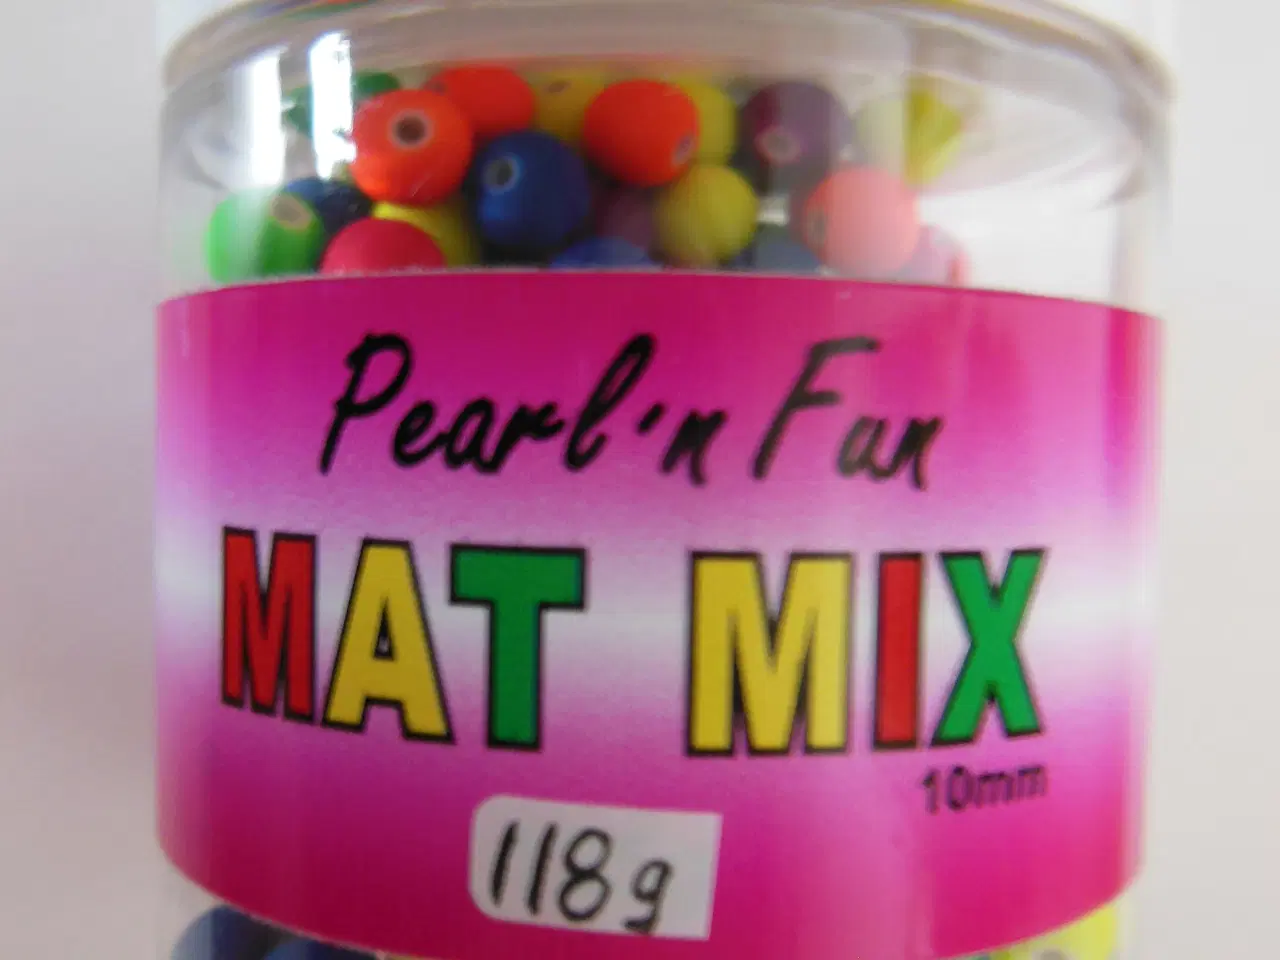 Pearl'n Fun
MAT MIX
10mm
118g